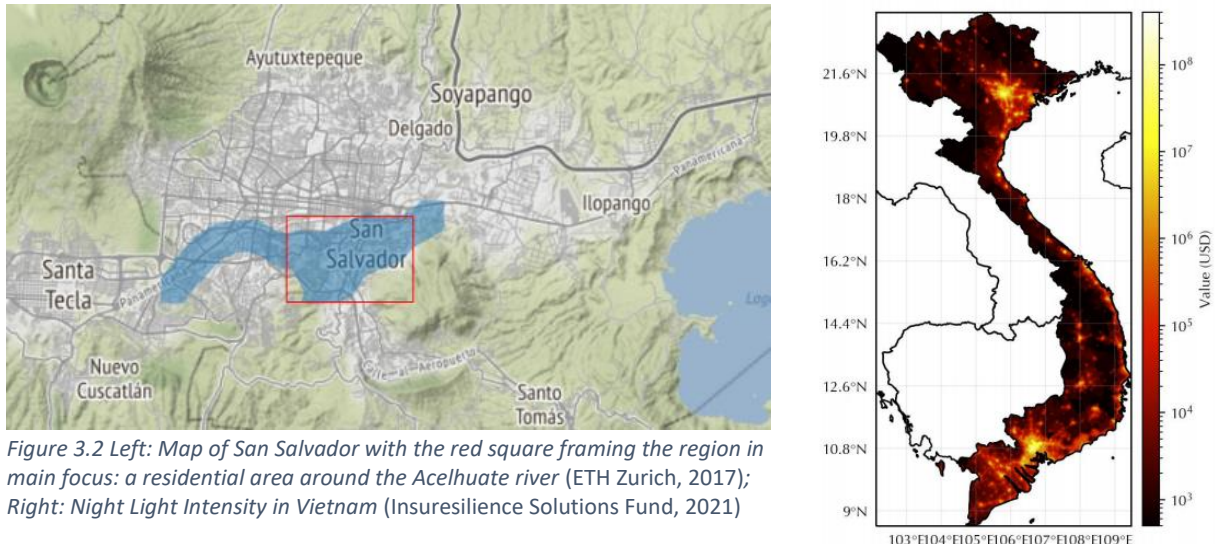 Ayutuxtepeque
Soyapango
Delgado
Panamericana
Ilopango
San
Salvador
Santa
Tecla
Nuevo
Cuscatlán
Aeropuerto
Santo
Tomás
Figure 3.2 Left: Map of San Salvador with the red square framing the region in
main focus: a residential area around the Acelhuate river (ETH Zurich, 2017);
Right: Night Light Intensity in Vietnam (Insuresilience Solutions Fund, 2021)
21.6°N
19.8°N
18°N
16.2°N
14.4°N
12.6°N
10.8°N
9°N
103°E104°E105°E106°E107°E108°E109°E
10⁸
10⁷
10⁶
10⁵
10⁴
10³
Value (USD)